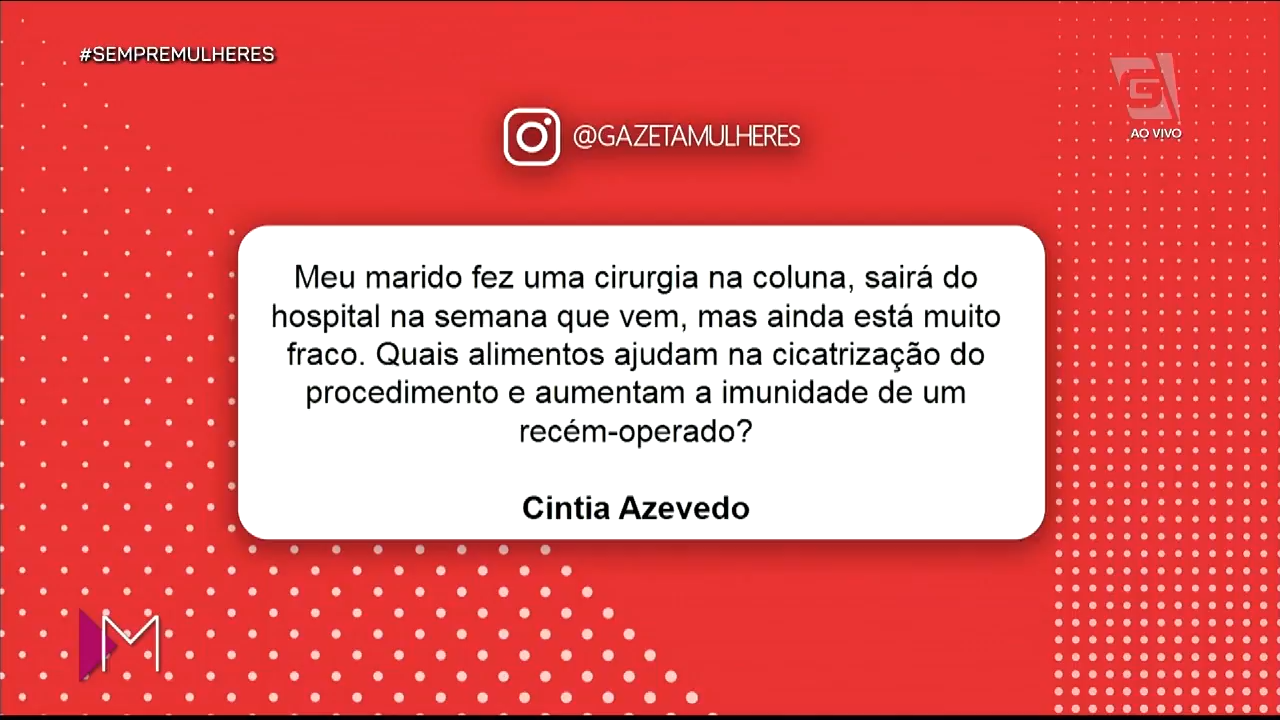 #SEMPREMULHERES
@GAZETAMULHERES
G
AO VIVO
Meu marido fez uma cirurgia na coluna, sairá do
hospital na semana que vem, mas ainda está muito
fraco. Quais alimentos ajudam na cicatrização do
procedimento e aumentam a imunidade de um
recém-operado?
Cintia Azevedo
M